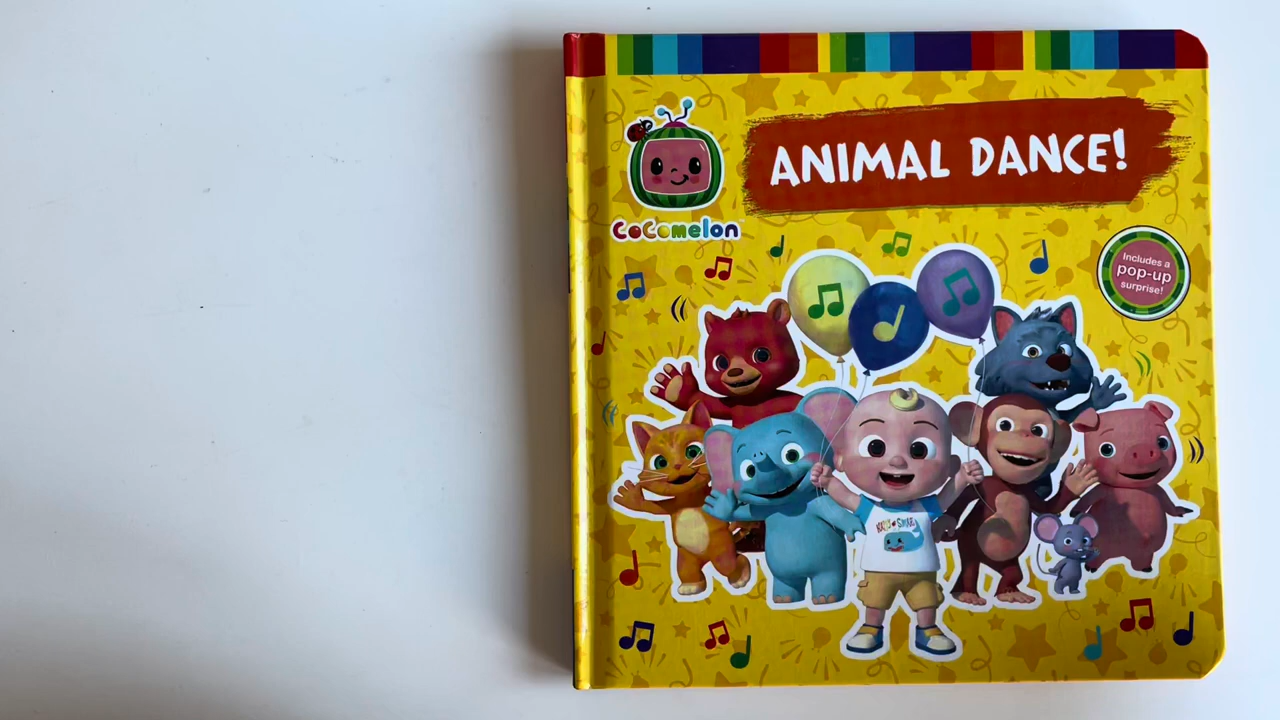 ANIMAL DANCE!
CoComelon
Includes a
pop-up
surprise!